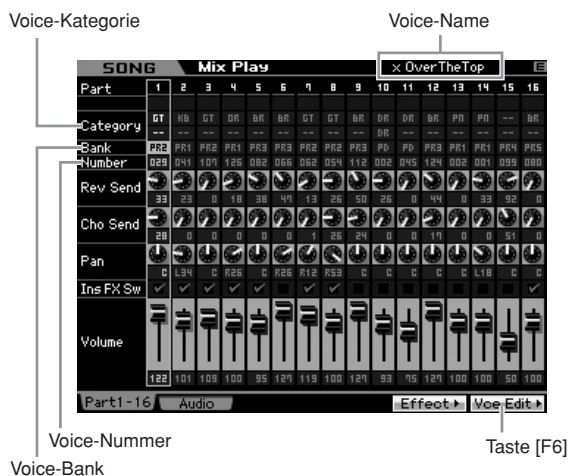 Voice-Kategorie
Voice-Name
SONG Mix Play x OverTheTop E
Part 1 2 3 4 5 6 7 8 9 10 11 12 13 14 15 16
Category GT KB GT OR BR BR GT GT GT DR DR BR PN PN -- BR
-- -- -- -- -- -- -- -- -- DR -- -- -- -- -- --
Bank PR2 PR1 PR2 PR1 PR3 PR3 PR2 PR2 PR3 PD PD PR3 PR1 PR1 PR4 PR5
Number 029 041 107 126 082 066 062 054 112 002 045 124 002 001 099 080
Rev Send
33 23 0 18 38 47 13 26 50 26 0 44 0 33 92 0
Cho Send
28 0 0 0 0 0 1 26 24 0 0 17 0 0 51 0
Pan
C L34 C R26 C R26 R12 R53 C C C C C L18 C C
Ins FX Sw
Volume
122 101 109 100 95 127 119 100 127 93 75 127 100 100 50 100
Part1-16 Audio Effect Vce Edit
Voice-Nummer
Taste [F6]
Voice-Bank